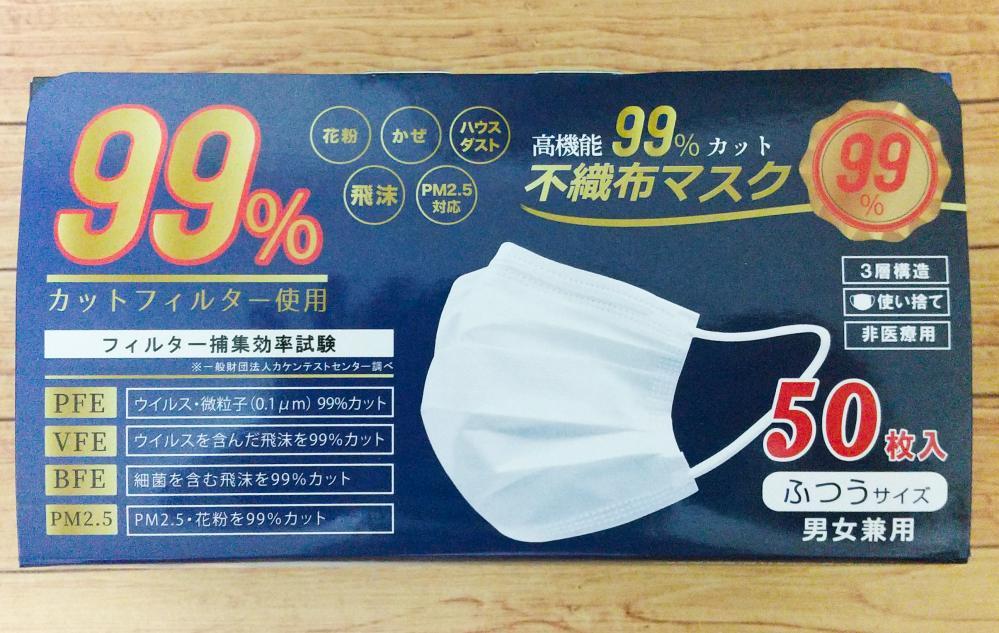 99%
カットフィルター使用
花粉
かぜ
ハウス
ダスト
飛沫
PM2.5
対応
高機能 99% カット
不織布マスク
99
%
3層構造
使い捨て
非医療用
フィルター捕集効率試験
※一般財団法人カケンテストセンター調べ
PFE ウイルス・微粒子(0.1μm) 99%カット
VFE ウイルスを含んだ飛沫を99%カット
BFE 細菌を含む飛沫を99%カット
PM2.5 PM2.5・花粉を99%カット
50枚入
ふつうサイズ
男女兼用